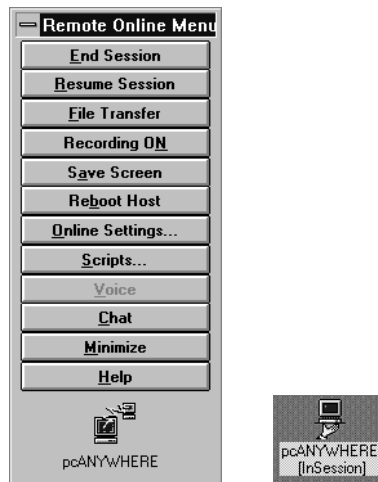 Remote Online Menu
End Session
Resume Session
File Transfer
Recording ON
Save Screen
Reboot Host
Online Settings...
Scripts...
Voice
Chat
Minimize
Help
pcANYWHERE
pcANYWHERE
[InSession]